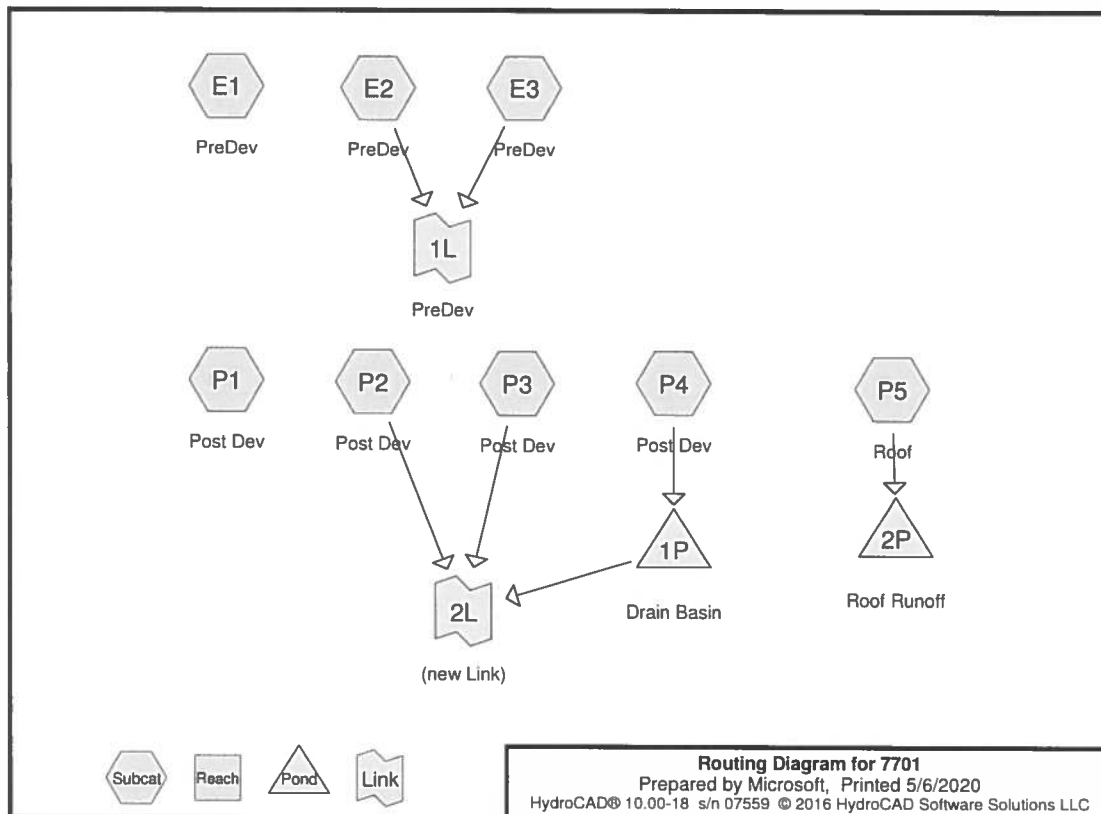 E1 E2 E3
PreDev PreDev PreDev
1L
PreDev
P1 P2 P3 P4 P5
Post Dev Post Dev Post Dev Post Dev Roof
1P 2P
Drain Basin Roof Runoff
2L
(new Link)
Subcat Reach Pond Link
Routing Diagram for 7701
Prepared by Microsoft, Printed 5/6/2020
HydroCAD® 10.00-18 s/n 07559 © 2016 HydroCAD Software Solutions LLC